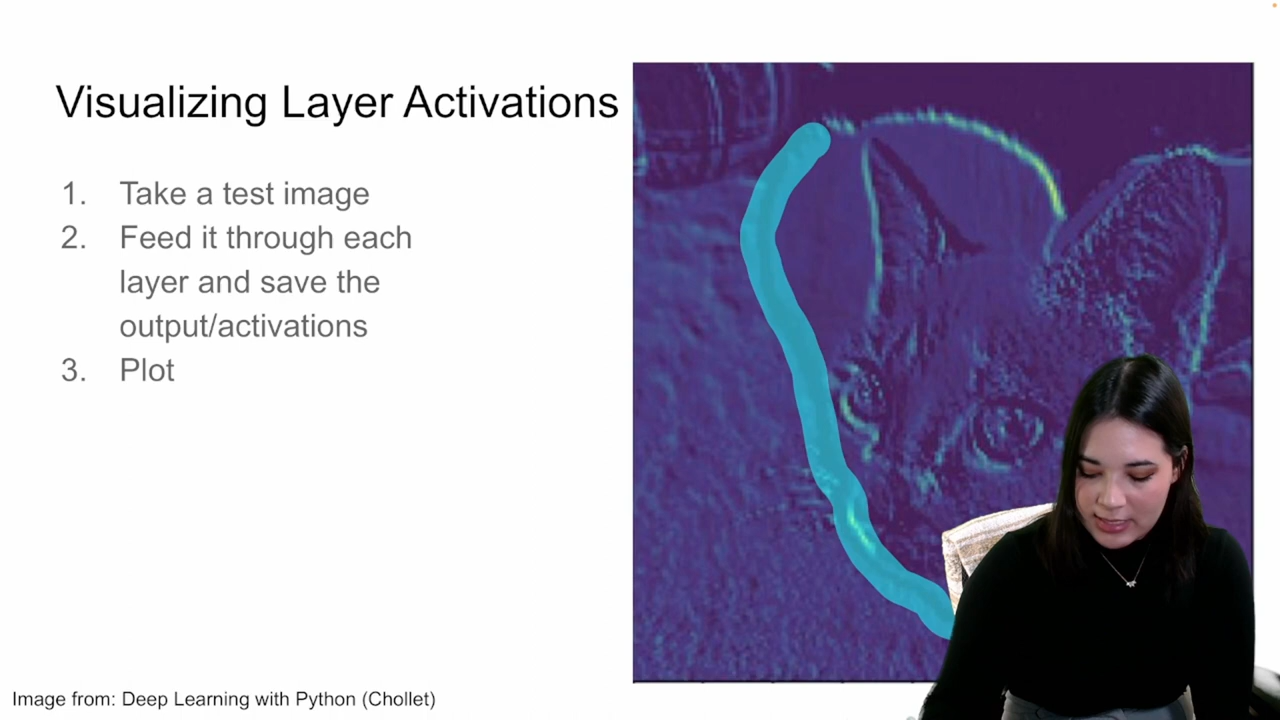 Visualizing Layer Activations
1. Take a test image
2. Feed it through each
layer and save the
output/activations
3. Plot
Image from: Deep Learning with Python (Chollet)